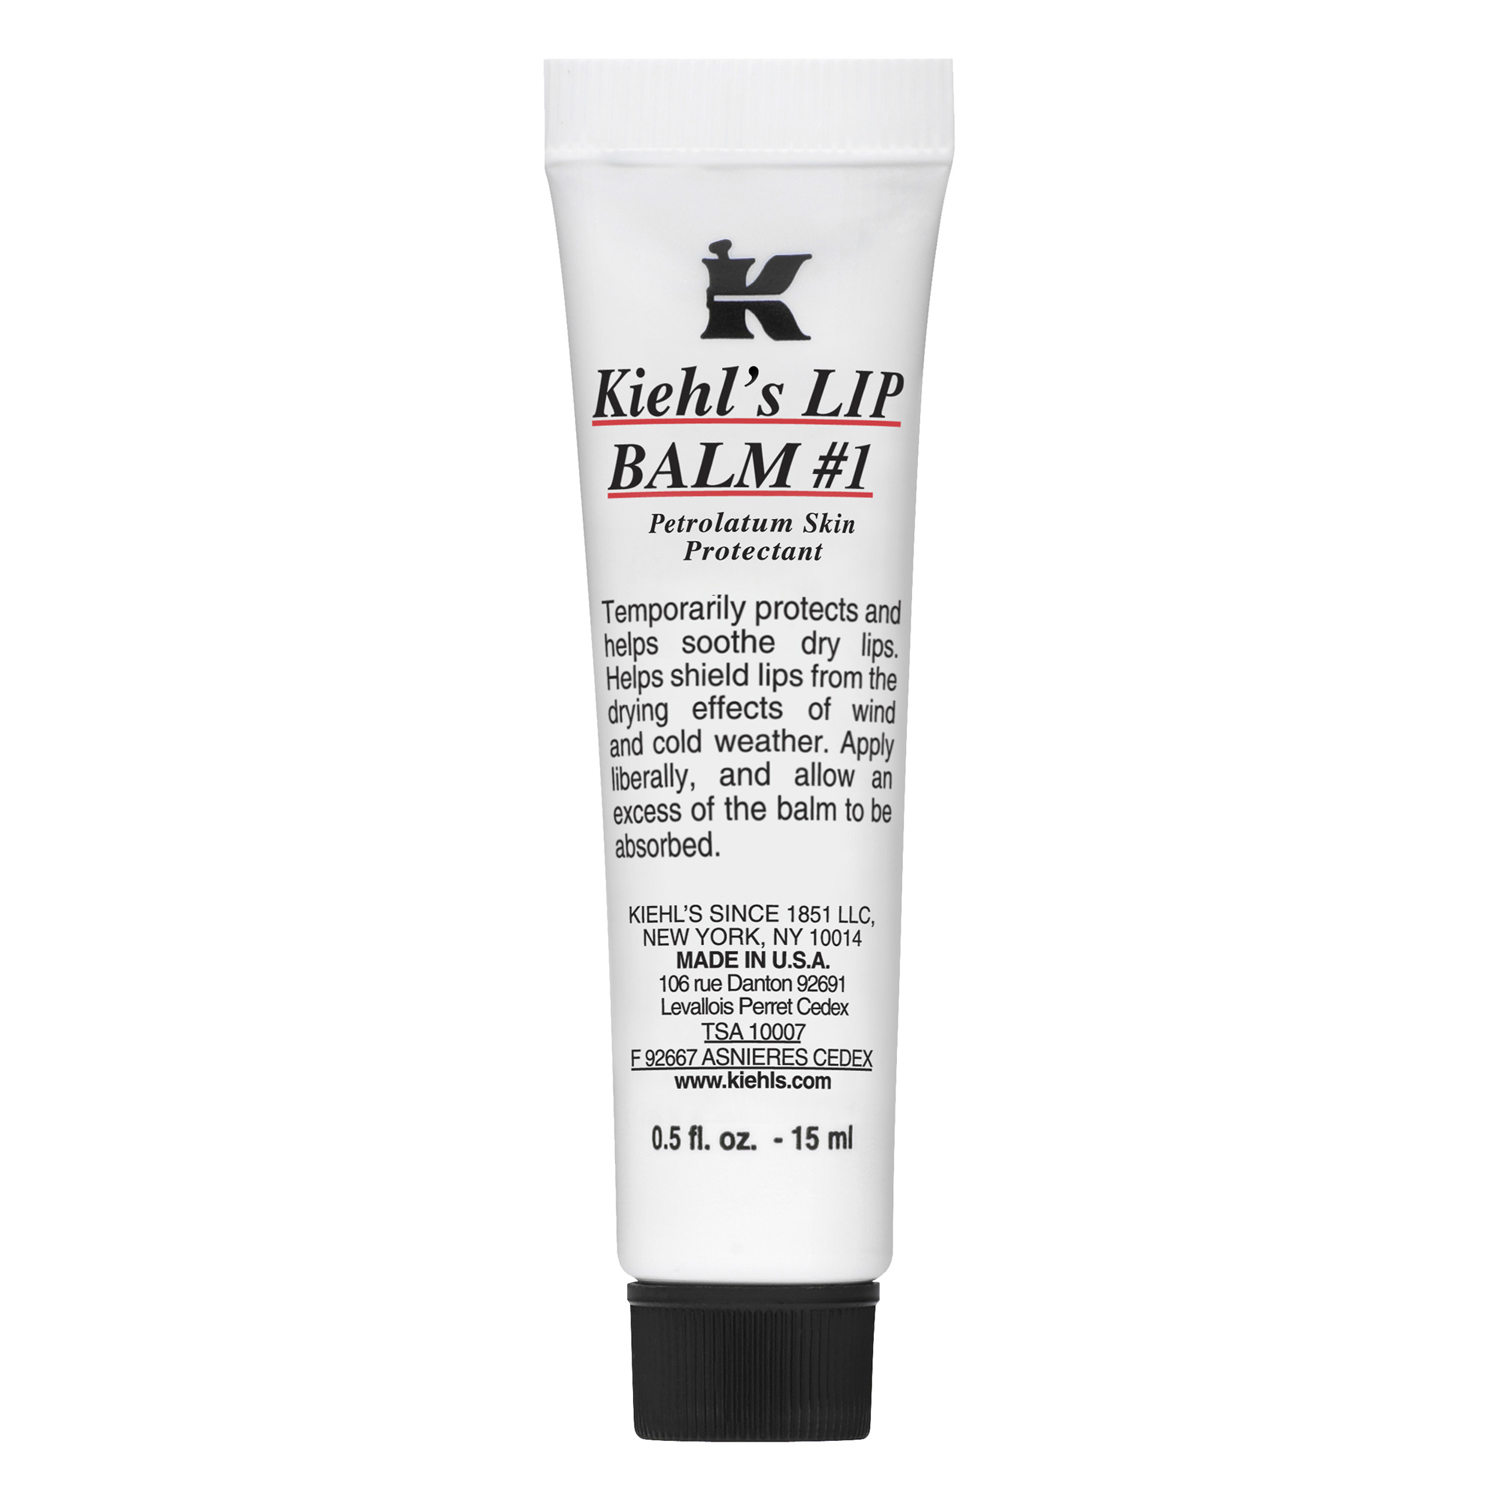 K
Kiehl's LIP
BALM #1
Petrolatum Skin
Protectant
Temporarily protects and
helps soothe dry lips.
Helps shield lips from the
drying effects of wind
and cold weather. Apply
liberally, and allow an
excess of the balm to be
absorbed.
KIEHL'S SINCE 1851 LLC,
NEW YORK, NY 10014
MADE IN U.S.A.
106 rue Danton 92691
Levallois Perret Cedex
TSA 10007
F 92667 ASNIERES CEDEX
www.kiehls.com
0.5 fl. oz. - 15 ml